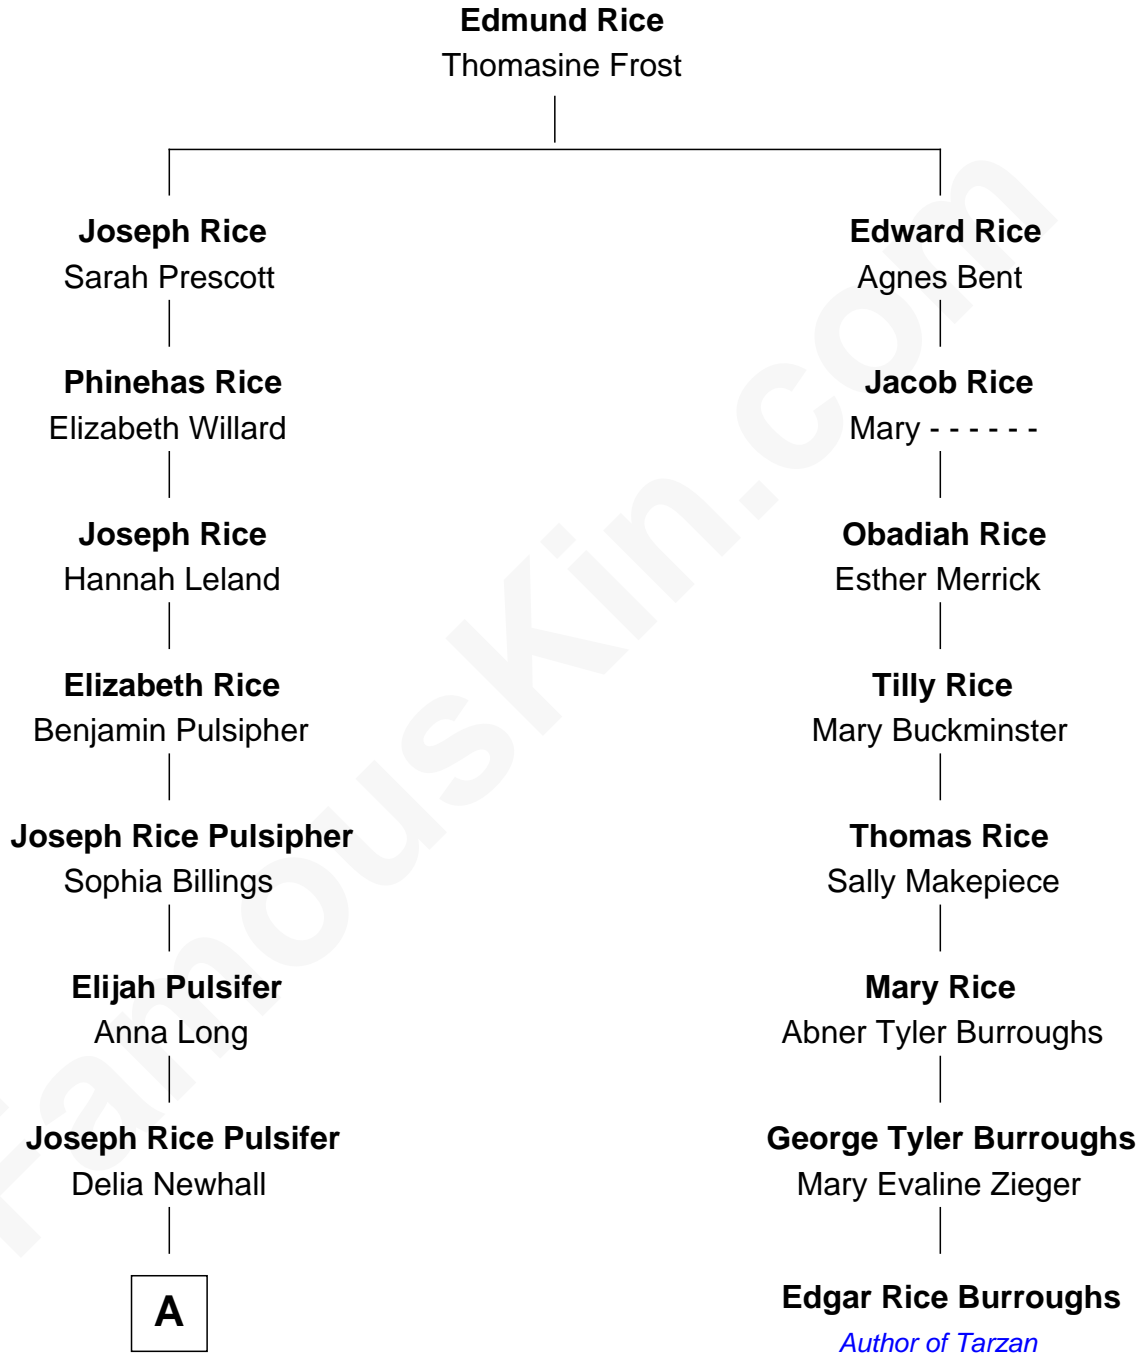 Edmund Rice
Thomasine Frost
Joseph Rice
Sarah Prescott
Phinehas Rice
Elizabeth Willard
Joseph Rice
Hannah Leland
Elizabeth Rice
Benjamin Pulsipher
Joseph Rice Pulsipher
Sophia Billings
Elijah Pulsifer
Anna Long
Joseph Rice Pulsifer
Delia Newhall
A
Edward Rice
Agnes Bent
Jacob Rice
Mary - - - - - -
Obadiah Rice
Esther Merrick
Tilly Rice
Mary Buckminster
Thomas Rice
Sally Makepiece
Mary Rice
Abner Tyler Burroughs
George Tyler Burroughs
Mary Evaline Zieger
Edgar Rice Burroughs
Author of Tarzan
FamousKin.com